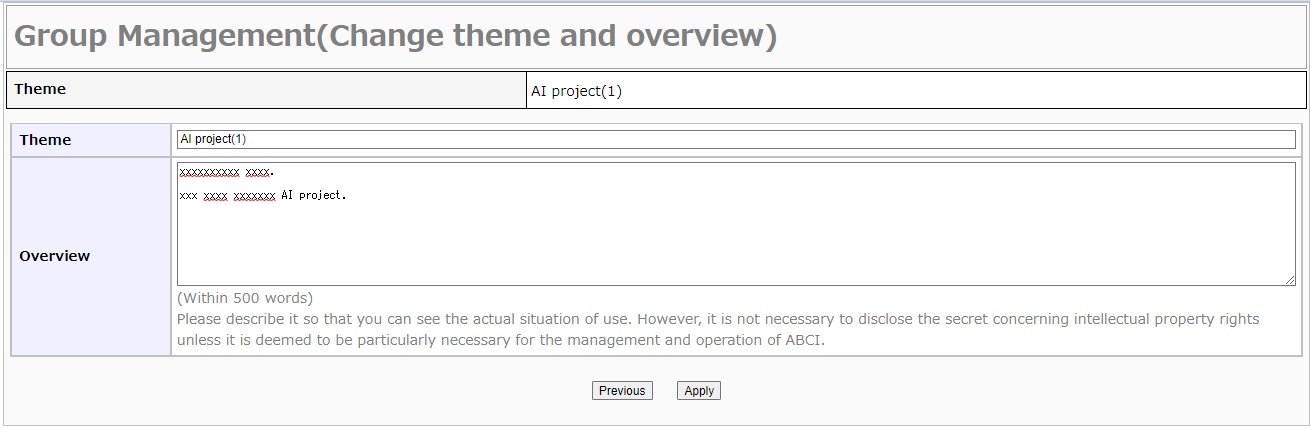 Group Management(Change theme and overview)
Theme
AI project(1)
Theme
AI project(1)
Overview
xxxxxxxxxx xxxx.
xxx xxxx xxxxxxx AI project.
(Within 500 words)
Please describe it so that you can see the actual situation of use. However, it is not necessary to disclose the secret concerning intellectual property rights
unless it is deemed to be particularly necessary for the management and operation of ABCI.
Previous
Apply